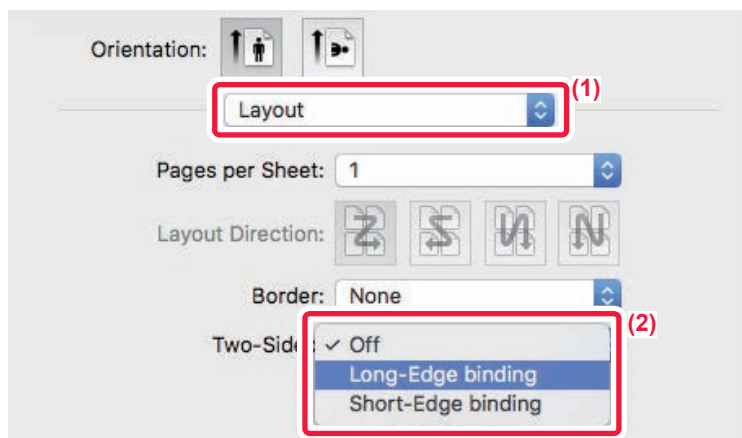 Orientation:
(1)
Layout
Pages per Sheet: 1
Layout Direction:
Border: None
(2)
Two-Side : ✓ Off
Long-Edge binding
Short-Edge binding